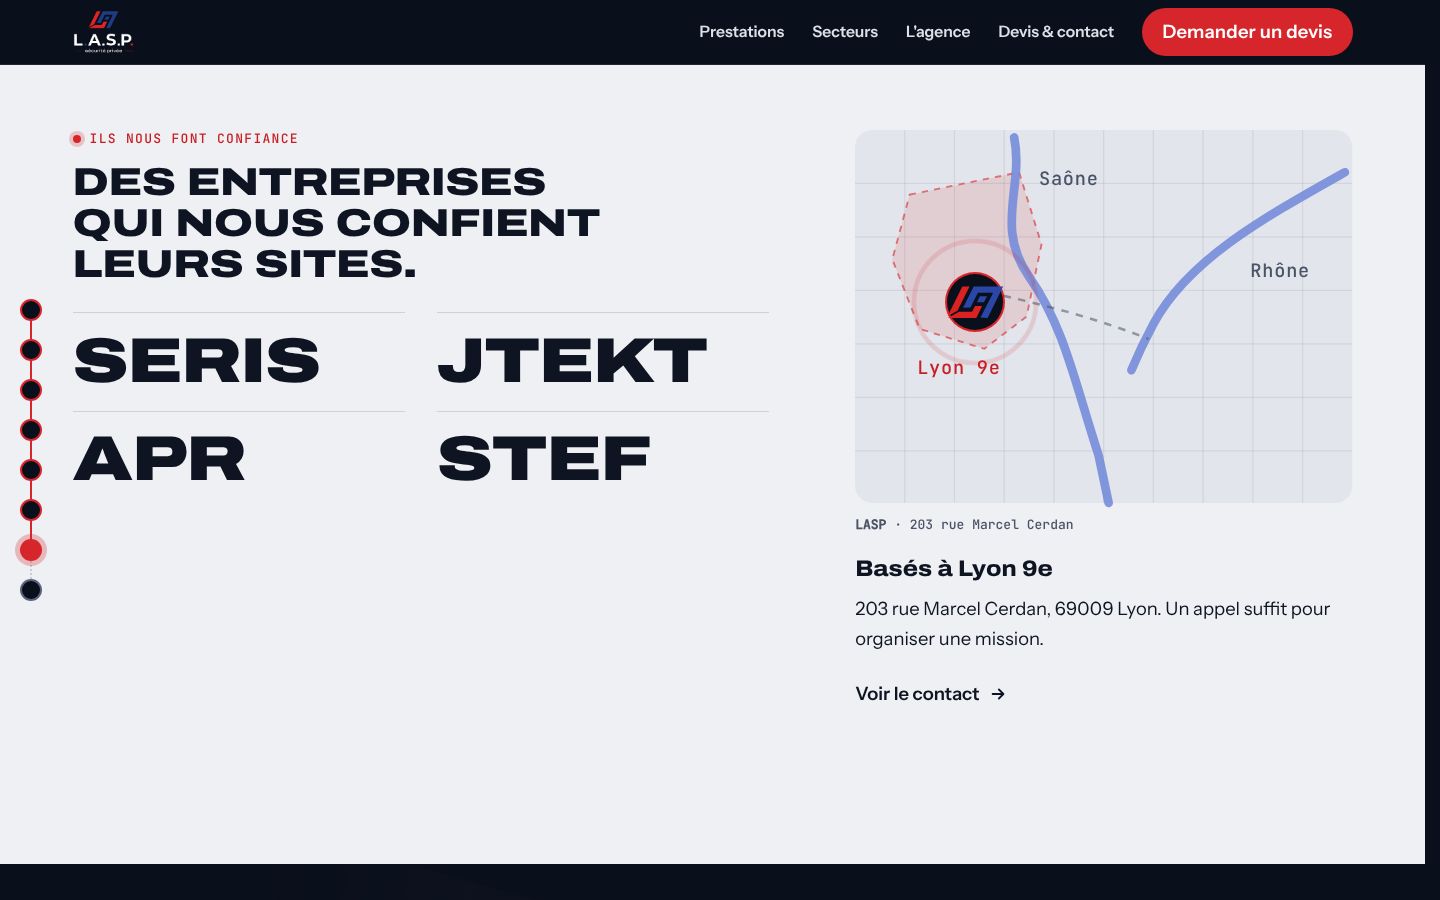 L.A.S.P.
sécurité privée
Prestations
Secteurs
L'agence
Devis & contact
Demander un devis
ILS NOUS FONT CONFIANCE
DES ENTREPRISES
QUI NOUS CONFIENT
LEURS SITES.
SERIS
JTEKT
APR
STEF
Saône
Rhône
Lyon 9e
LASP · 203 rue Marcel Cerdan
Basés à Lyon 9e
203 rue Marcel Cerdan, 69009 Lyon. Un appel suffit pour
organiser une mission.
Voir le contact →